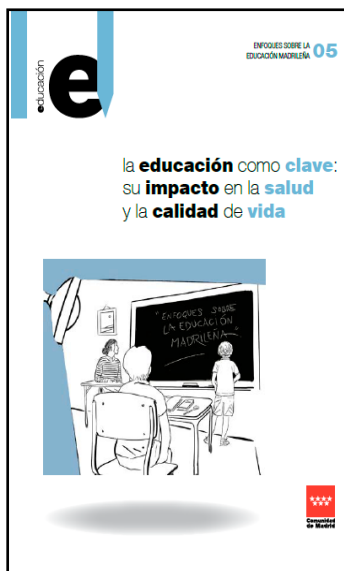 educación
e
ENFOQUES SOBRE LA
EDUCACIÓN MADRILEÑA 05
la educación como clave:
su impacto en la salud
y la calidad de vida
"ENFOQUES SOBRE
LA EDUCACIÓN
MADRILEÑA"
Comunidad
de Madrid